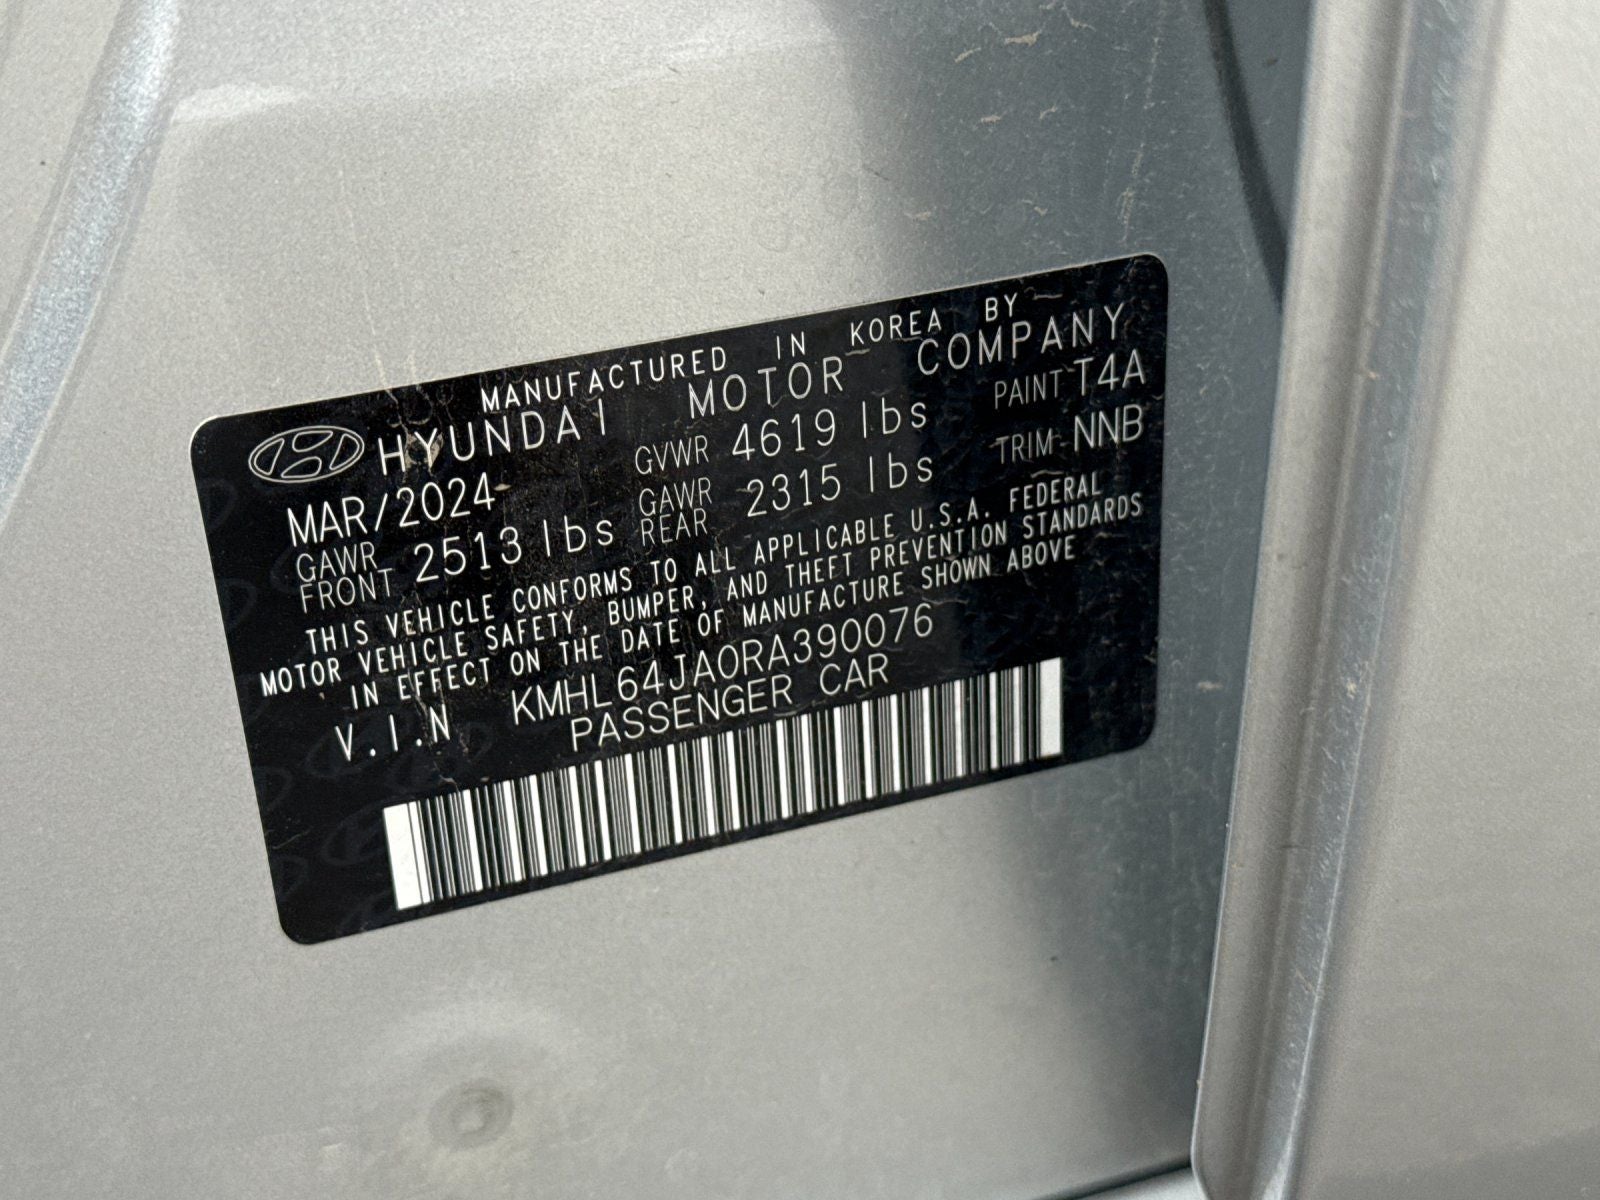 MANUFACTURED IN KOREA BY
HYUNDAI MOTOR COMPANY
MAR/2024 GVWR 4619 lbs PAINT T4A
GAWR FRONT 2513 lbs GAWR REAR 2315 lbs TRIM NNB
THIS VEHICLE CONFORMS TO ALL APPLICABLE U.S.A. FEDERAL
MOTOR VEHICLE SAFETY, BUMPER, AND THEFT PREVENTION STANDARDS
IN EFFECT ON THE DATE OF MANUFACTURE SHOWN ABOVE
V.I.N KMHL64JA0RA390076
PASSENGER CAR